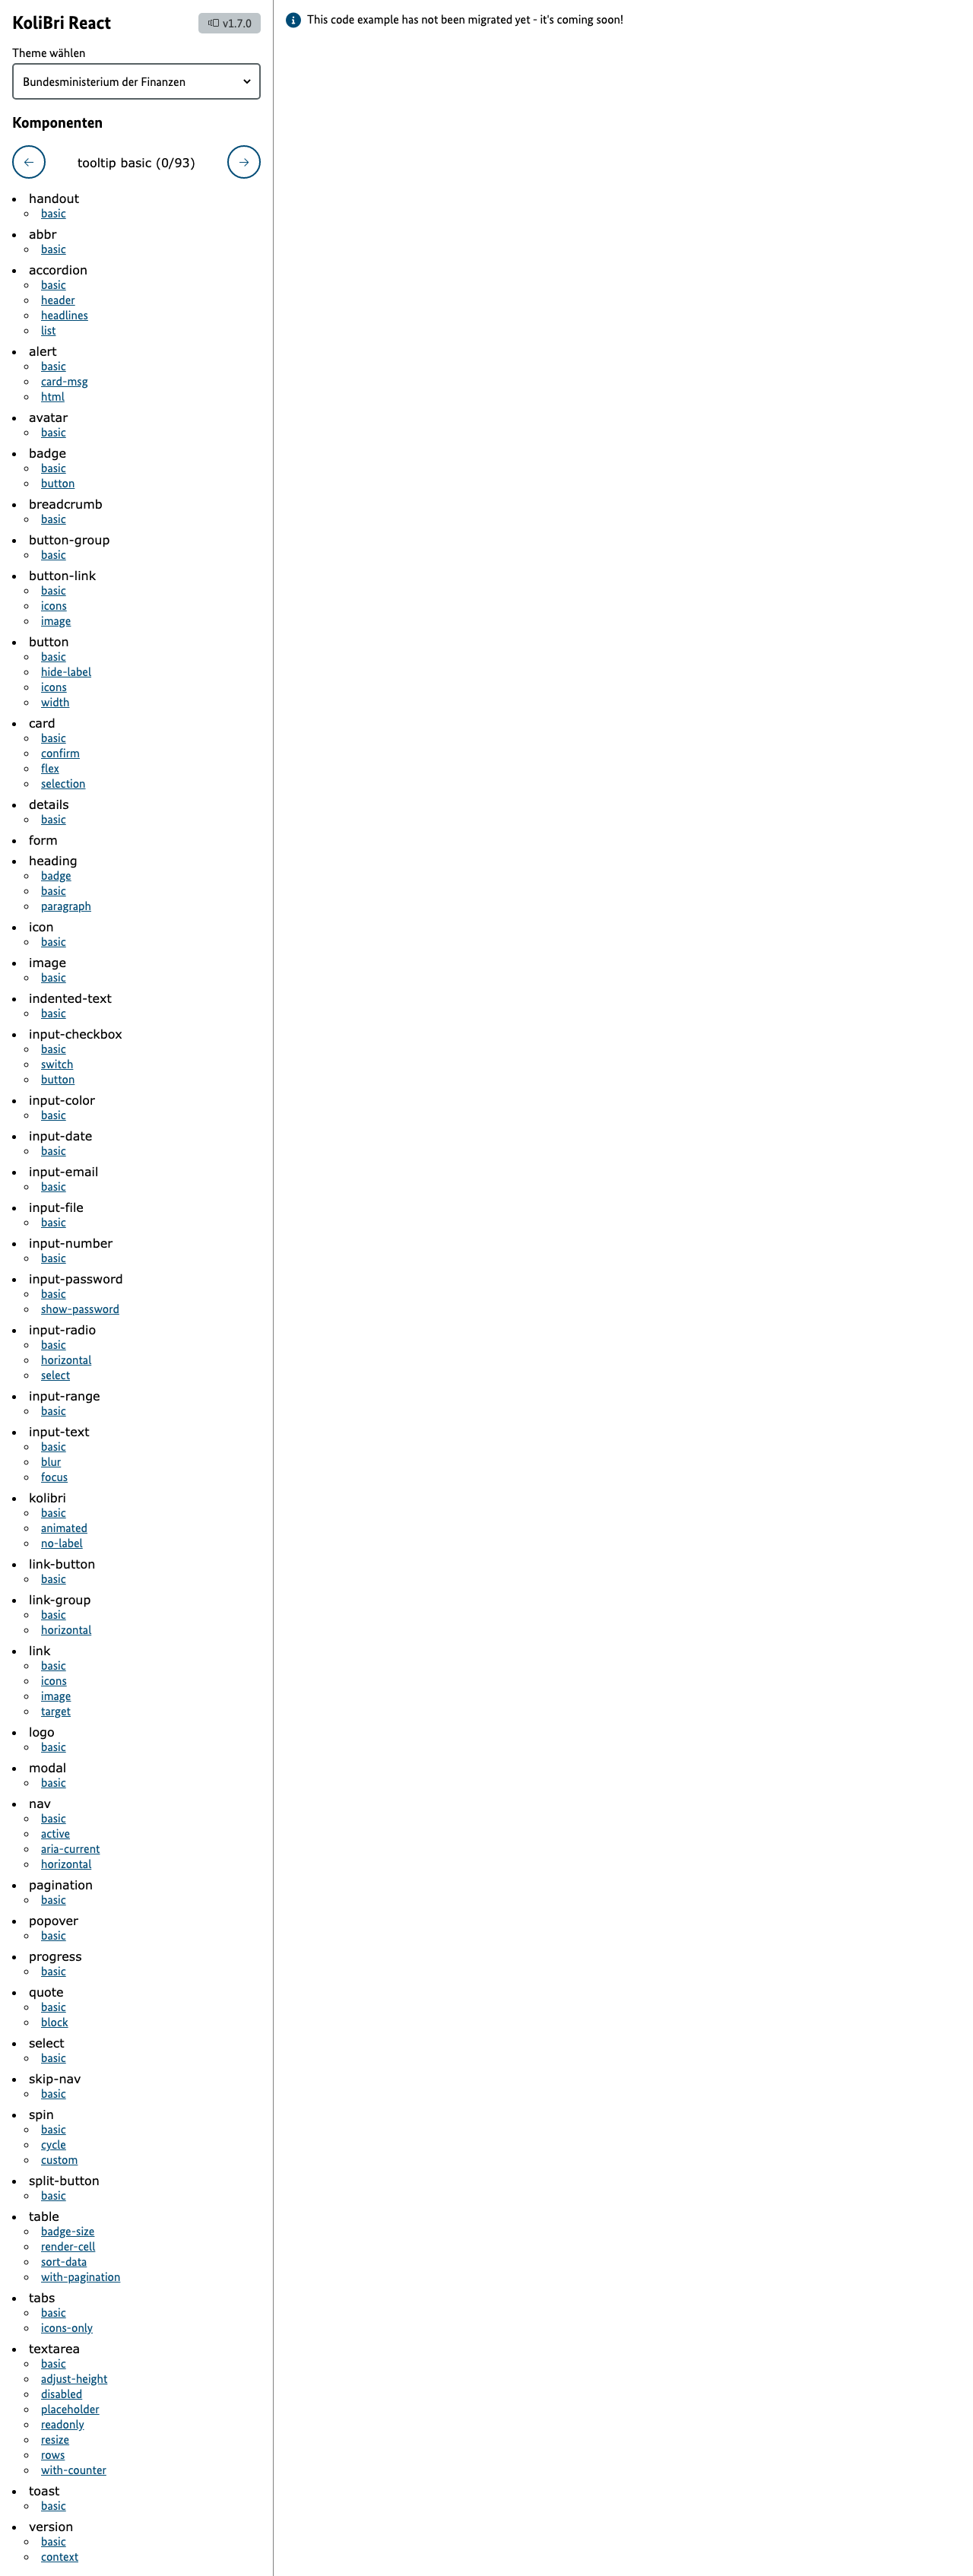 KoliBri React
v1.7.0
Theme wählen
Bundesministerium der Finanzen
Komponenten
tooltip basic (0/93)
handout
basic
abbr
basic
accordion
basic
header
headlines
list
alert
basic
card-msg
html
avatar
basic
badge
basic
button
breadcrumb
basic
button-group
basic
button-link
basic
icons
image
button
basic
hide-label
icons
width
card
basic
confirm
flex
selection
details
basic
form
heading
badge
basic
paragraph
icon
basic
image
basic
indented-text
basic
input-checkbox
basic
switch
button
input-color
basic
input-date
basic
input-email
basic
input-file
basic
input-number
basic
input-password
basic
show-password
input-radio
basic
horizontal
select
input-range
basic
input-text
basic
blur
focus
kolibri
basic
animated
no-label
link-button
basic
link-group
basic
horizontal
link
basic
icons
image
target
logo
basic
modal
basic
nav
basic
active
aria-current
horizontal
pagination
basic
popover
basic
progress
basic
quote
basic
block
select
basic
skip-nav
basic
spin
basic
cycle
custom
split-button
basic
table
badge-size
render-cell
sort-data
with-pagination
tabs
basic
icons-only
textarea
basic
adjust-height
disabled
placeholder
readonly
resize
rows
with-counter
toast
basic
version
basic
context
This code example has not been migrated yet - it's coming soon!